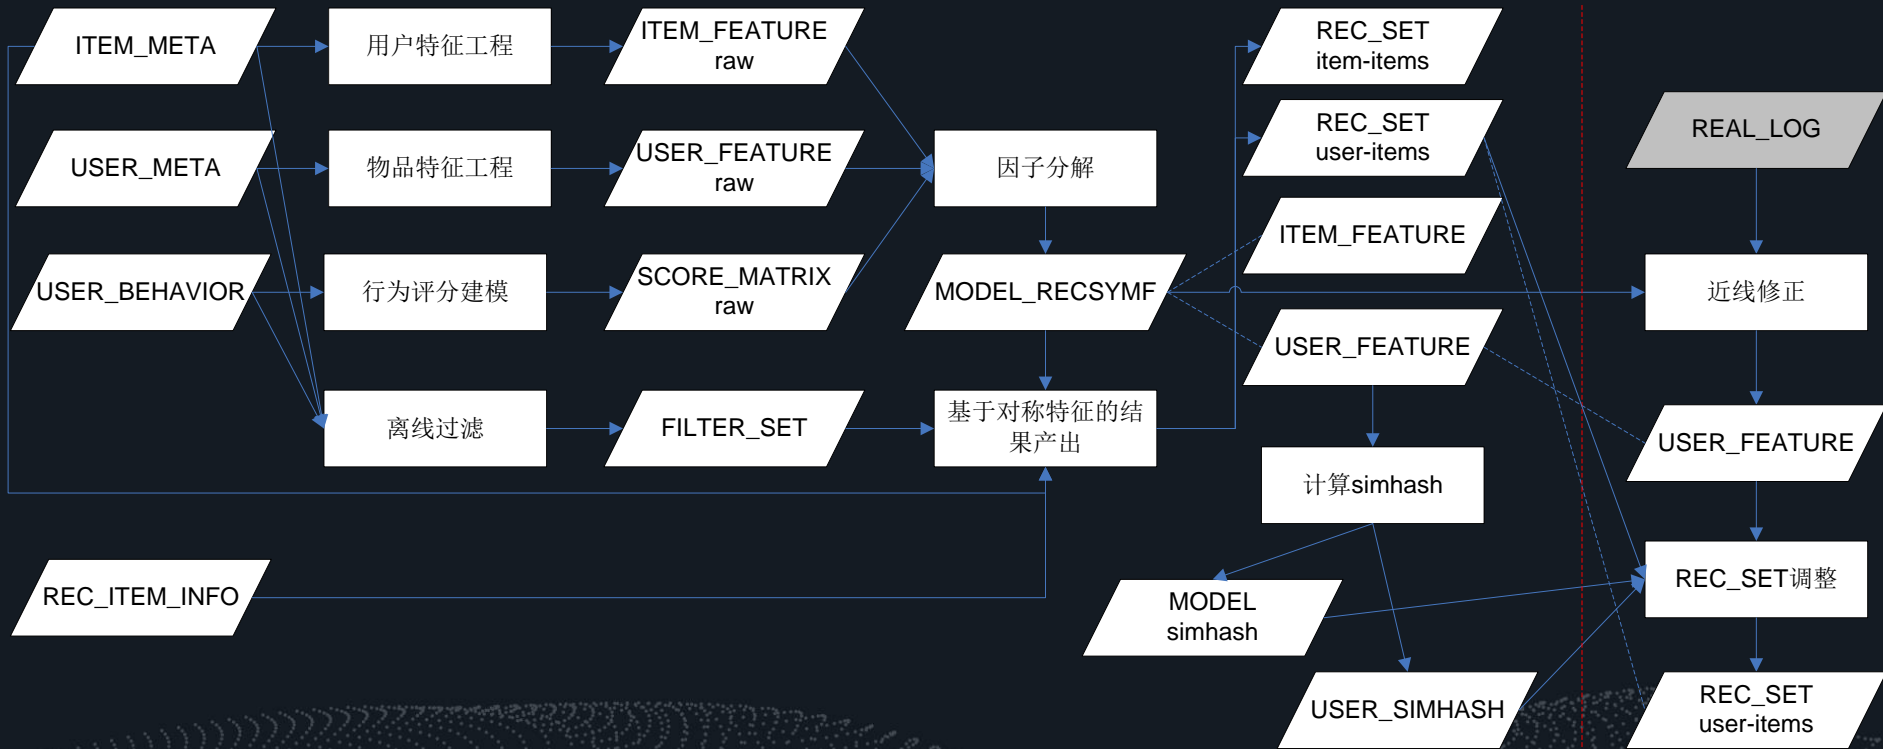 ITEM_META
用户特征工程
ITEM_FEATURE
raw
REC_SET
item-items
USER_META
物品特征工程
USER_FEATURE
raw
因子分解
REC_SET
user-items
REAL_LOG
ITEM_FEATURE
USER_BEHAVIOR
行为评分建模
SCORE_MATRIX
raw
MODEL_RECSYMF
近线修正
USER_FEATURE
离线过滤
FILTER_SET
基于对称特征的结
果产出
USER_FEATURE
计算simhash
REC_ITEM_INFO
MODEL
simhash
REC_SET调整
USER_SIMHASH
REC_SET
user-items